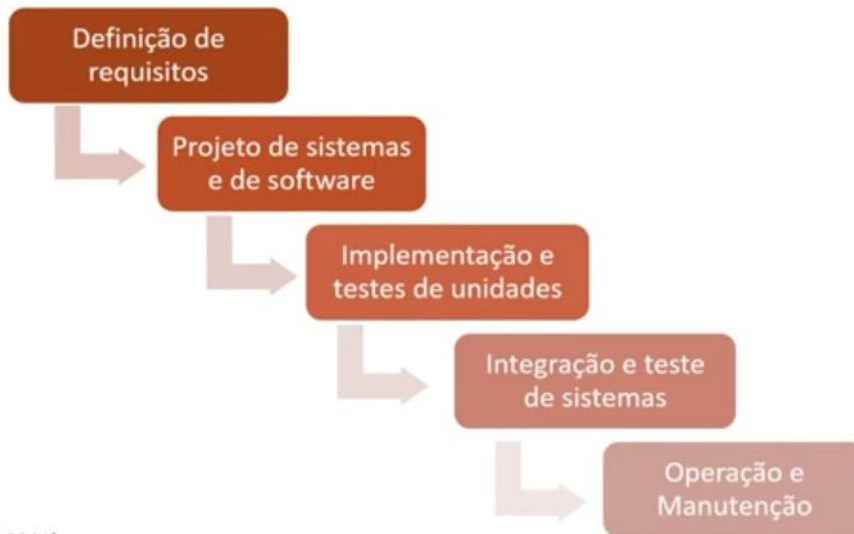 Definição de
requisitos
Projeto de sistemas
e de software
Implementação e
testes de unidades
Integração e teste
de sistemas
Operação e
Manutenção